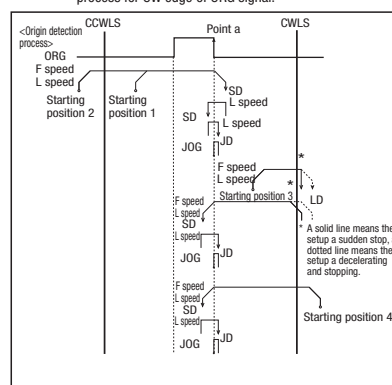 process for CW edge of ORG signal.
CCWLS
CWLS
<Origin detection
process>
Point a
ORG
F speed
L speed
Starting
position 2
Starting
position 1
SD
L speed
SD
L speed
JOG
JD
F speed
L speed
*
*
Starting position 3
LD
F speed
L speed
SD
L speed
JOG
JD
* A solid line means the
setup a sudden stop, a
dotted line means the
setup a decelerating
and stopping.
F speed
L speed
SD
L speed
JOG
JD
Starting position 4